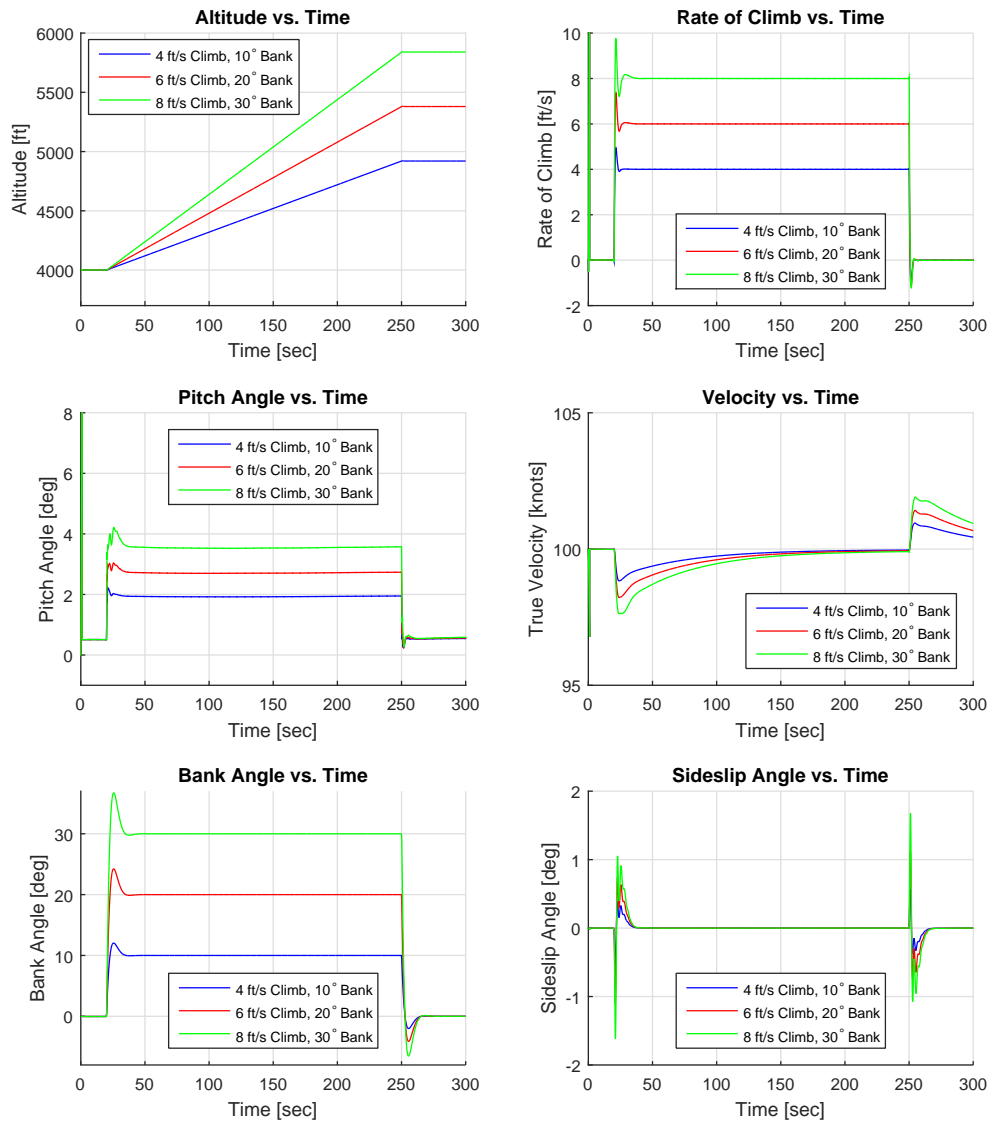 Altitude vs. Time
6000
5500
5000
4500
4000
Altitude [ft]
4 ft/s Climb, 10° Bank
6 ft/s Climb, 20° Bank
8 ft/s Climb, 30° Bank
0 50 100 150 200 250 300
Time [sec]
Rate of Climb vs. Time
10
8
6
4
2
0
-2
Rate of Climb [ft/s]
4 ft/s Climb, 10° Bank
6 ft/s Climb, 20° Bank
8 ft/s Climb, 30° Bank
0 50 100 150 200 250 300
Time [sec]
Pitch Angle vs. Time
8
6
4
2
0
Pitch Angle [deg]
4 ft/s Climb, 10° Bank
6 ft/s Climb, 20° Bank
8 ft/s Climb, 30° Bank
0 50 100 150 200 250 300
Time [sec]
Velocity vs. Time
105
100
95
True Velocity [knots]
4 ft/s Climb, 10° Bank
6 ft/s Climb, 20° Bank
8 ft/s Climb, 30° Bank
0 50 100 150 200 250 300
Time [sec]
Bank Angle vs. Time
30
20
10
0
Bank Angle [deg]
4 ft/s Climb, 10° Bank
6 ft/s Climb, 20° Bank
8 ft/s Climb, 30° Bank
0 50 100 150 200 250 300
Time [sec]
Sideslip Angle vs. Time
2
1
0
-1
-2
Sideslip Angle [deg]
4 ft/s Climb, 10° Bank
6 ft/s Climb, 20° Bank
8 ft/s Climb, 30° Bank
0 50 100 150 200 250 300
Time [sec]